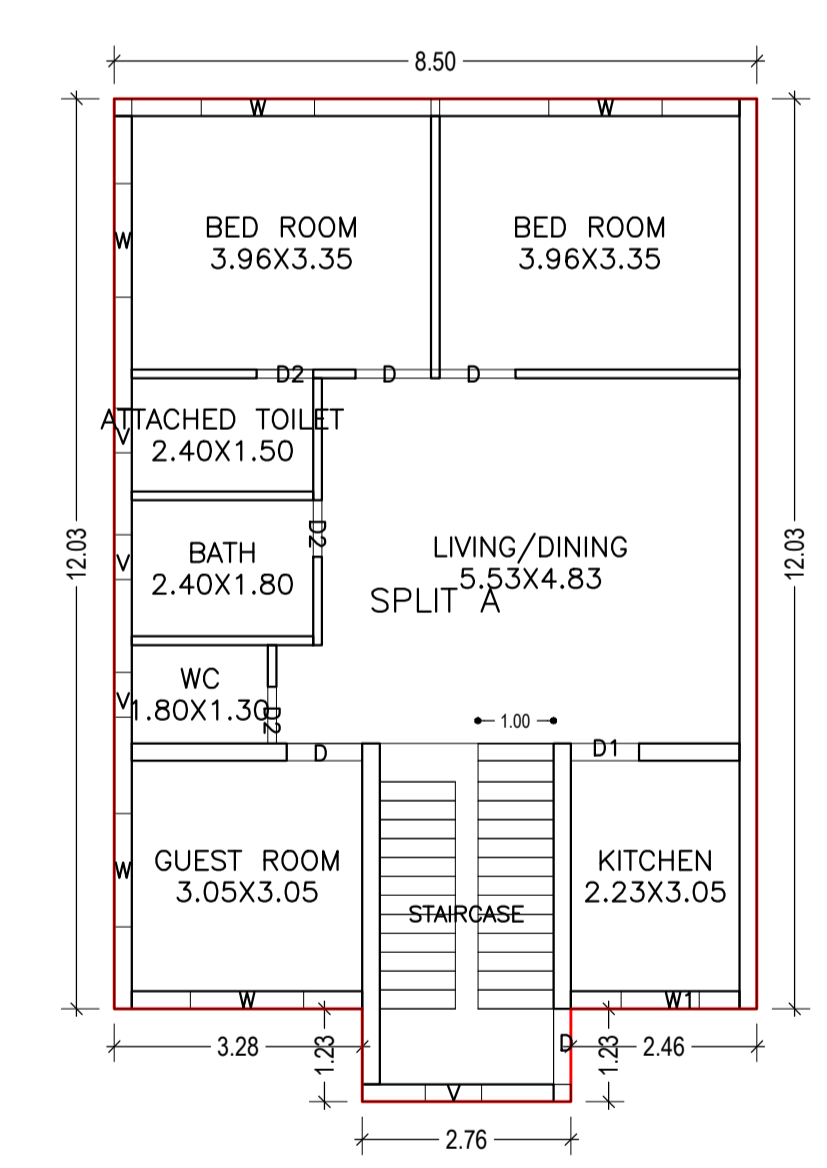 8.50
W W
BED ROOM
3.96X3.35
BED ROOM
3.96X3.35
W
D2 D D
ATTACHED TOILET
2.40X1.50
V
12.03
12.03
D2
BATH
2.40X1.80
V
LIVING/DINING
5.53X4.83
SPLIT A
WC
1.80X1.30
V
D2
1.00
D
D1
GUEST ROOM
3.05X3.05
W
KITCHEN
2.23X3.05
STAIRCASE
W
W1
3.28
1.23
D
1.23
2.46
V
2.76